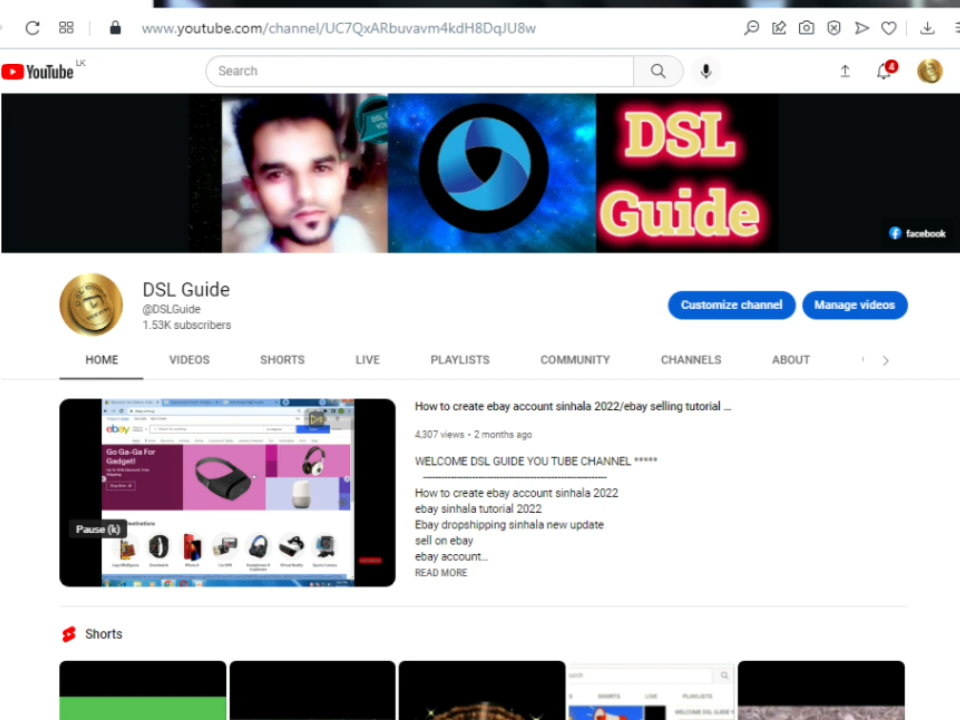 www.youtube.com/channel/UC7QxARbuvavm4kdH8DqJU8w
YouTube LK
Search
4
DSL
Guide
facebook
DSL Guide
@DSLGuide
1.53K subscribers
Customize channel
Manage videos
HOME
VIDEOS
SHORTS
LIVE
PLAYLISTS
COMMUNITY
CHANNELS
ABOUT
ebay
Go Ga-Ga For
Gadget!
Pause (k)
How to create ebay account sinhala 2022/ebay selling tutorial ...
4,307 views • 2 months ago
WELCOME DSL GUIDE YOU TUBE CHANNEL *****
----------------------------------------------------------
How to create ebay account sinhala 2022
ebay sinhala tutorial 2022
Ebay dropshipping sinhala new update
sell on ebay
ebay account...
READ MORE
Shorts
SHORTS
LIVE
PLAYLISTS
WELCOME DSL GUIDE